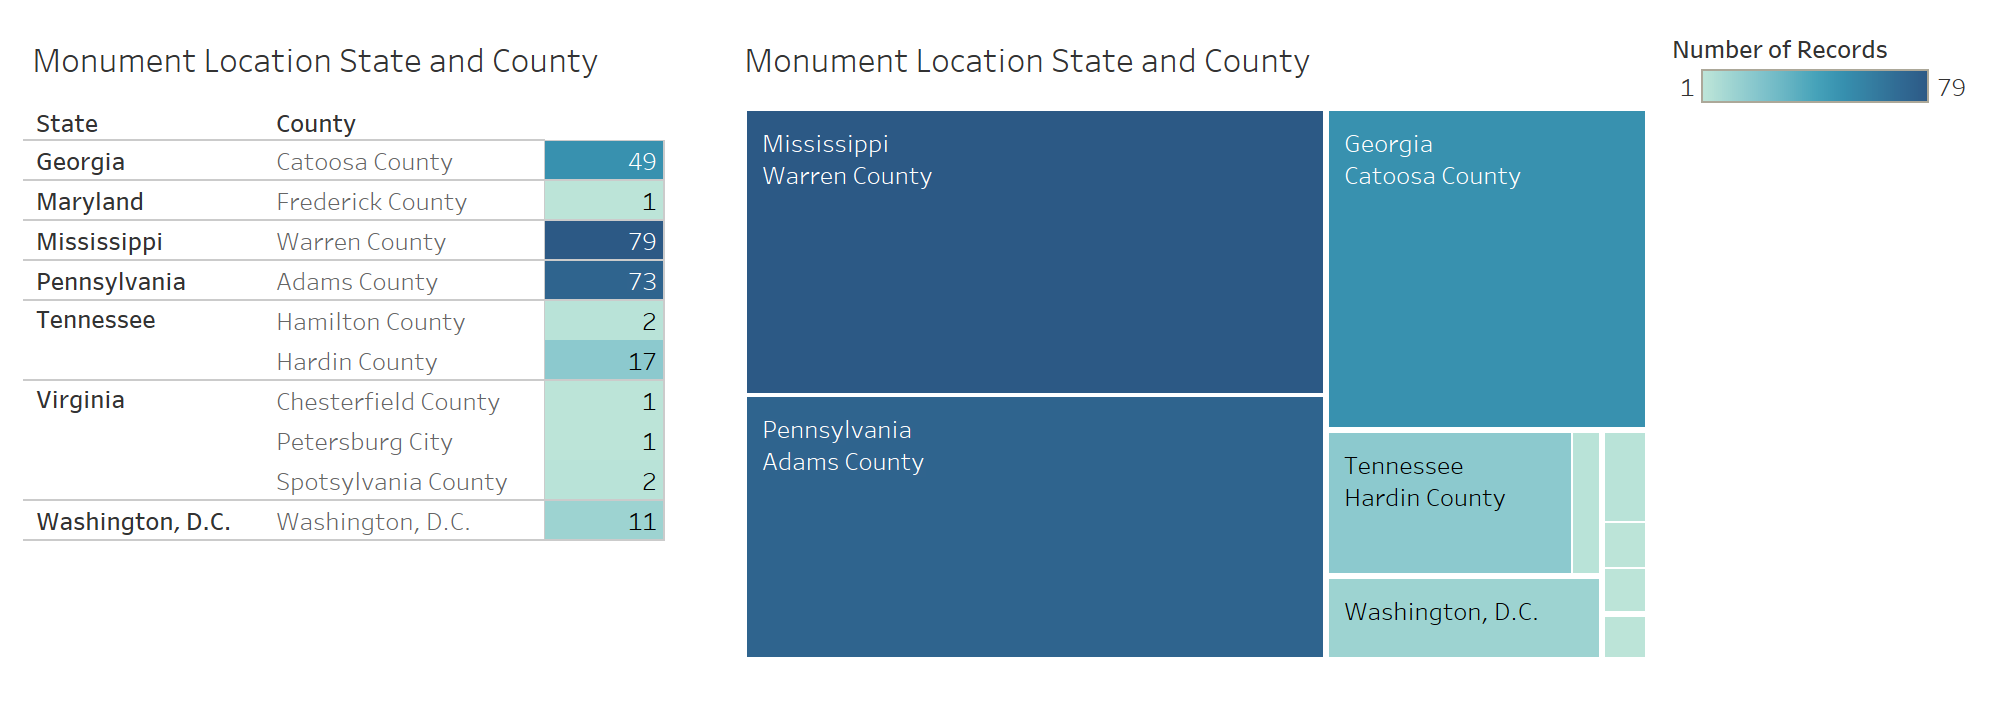 Monument Location State and County
State County
Georgia Catoosa County 49
Maryland Frederick County 1
Mississippi Warren County 79
Pennsylvania Adams County 73
Tennessee Hamilton County 2
Hardin County 17
Virginia Chesterfield County 1
Petersburg City 1
Spotsylvania County 2
Washington, D.C. Washington, D.C. 11
Monument Location State and County
Mississippi
Warren County
Georgia
Catoosa County
Pennsylvania
Adams County
Tennessee
Hardin County
Washington, D.C.
Number of Records
1 79